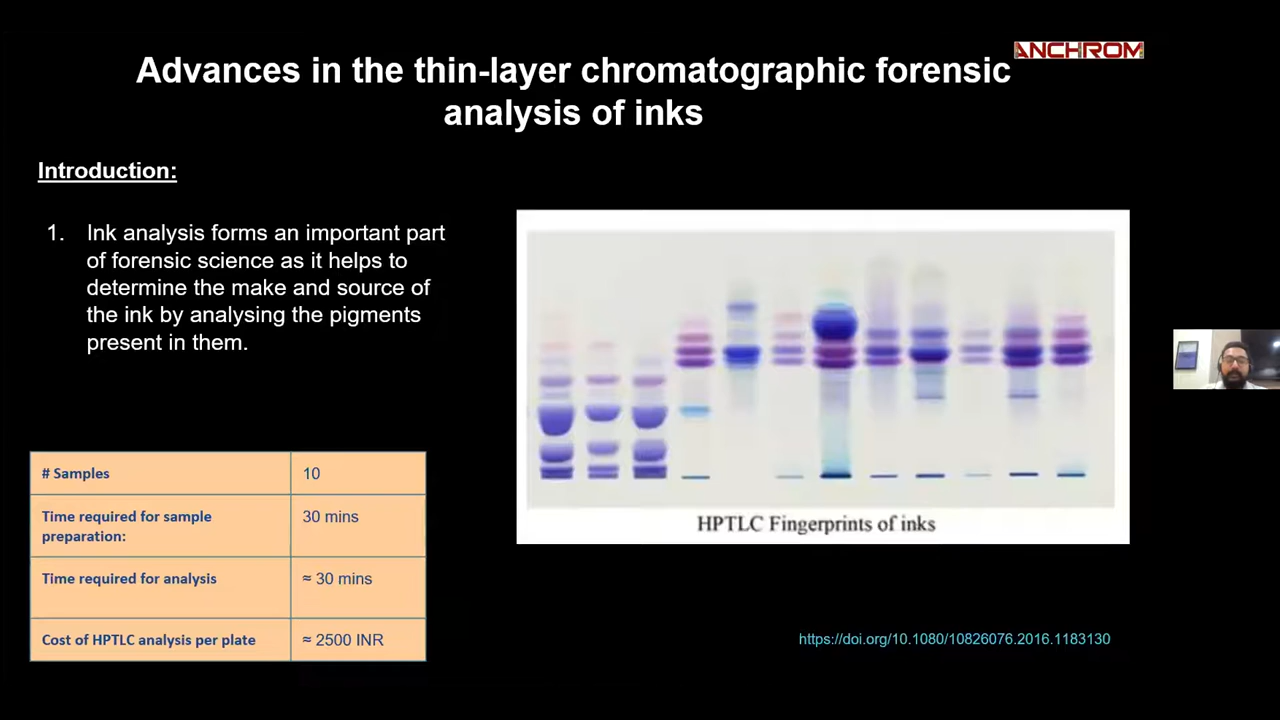 ANCHROM
Advances in the thin-layer chromatographic forensic
analysis of inks
Introduction:
1. Ink analysis forms an important part
of forensic science as it helps to
determine the make and source of
the ink by analysing the pigments
present in them.
# Samples 10
Time required for sample 30 mins
preparation:
Time required for analysis ≈ 30 mins
Cost of HPTLC analysis per plate ≈ 2500 INR
HPTLC Fingerprints of inks
https://doi.org/10.1080/10826076.2016.1183130